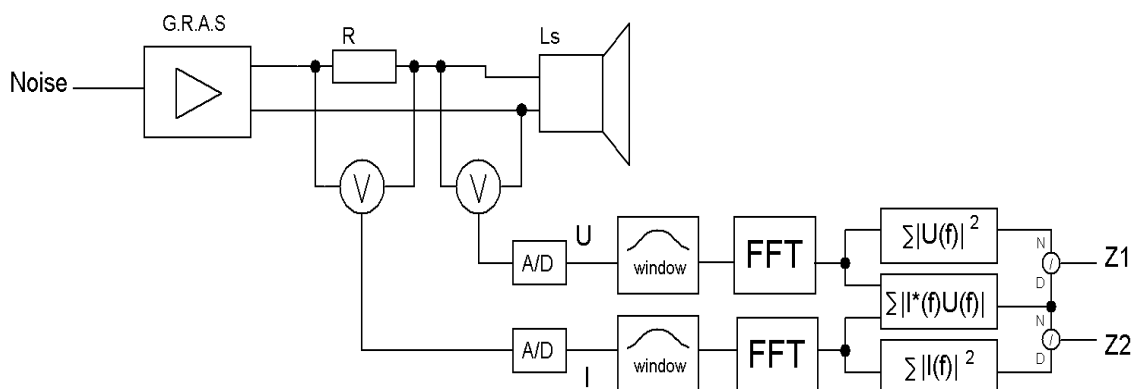 G.R.A.S
R
Ls
Noise
V
V
A/D
U
window
FFT
∑|U(f)| 2
N
/
D
Z1
∑|I*(f)U(f)|
A/D
I
window
FFT
∑|I(f)| 2
N
/
D
Z2